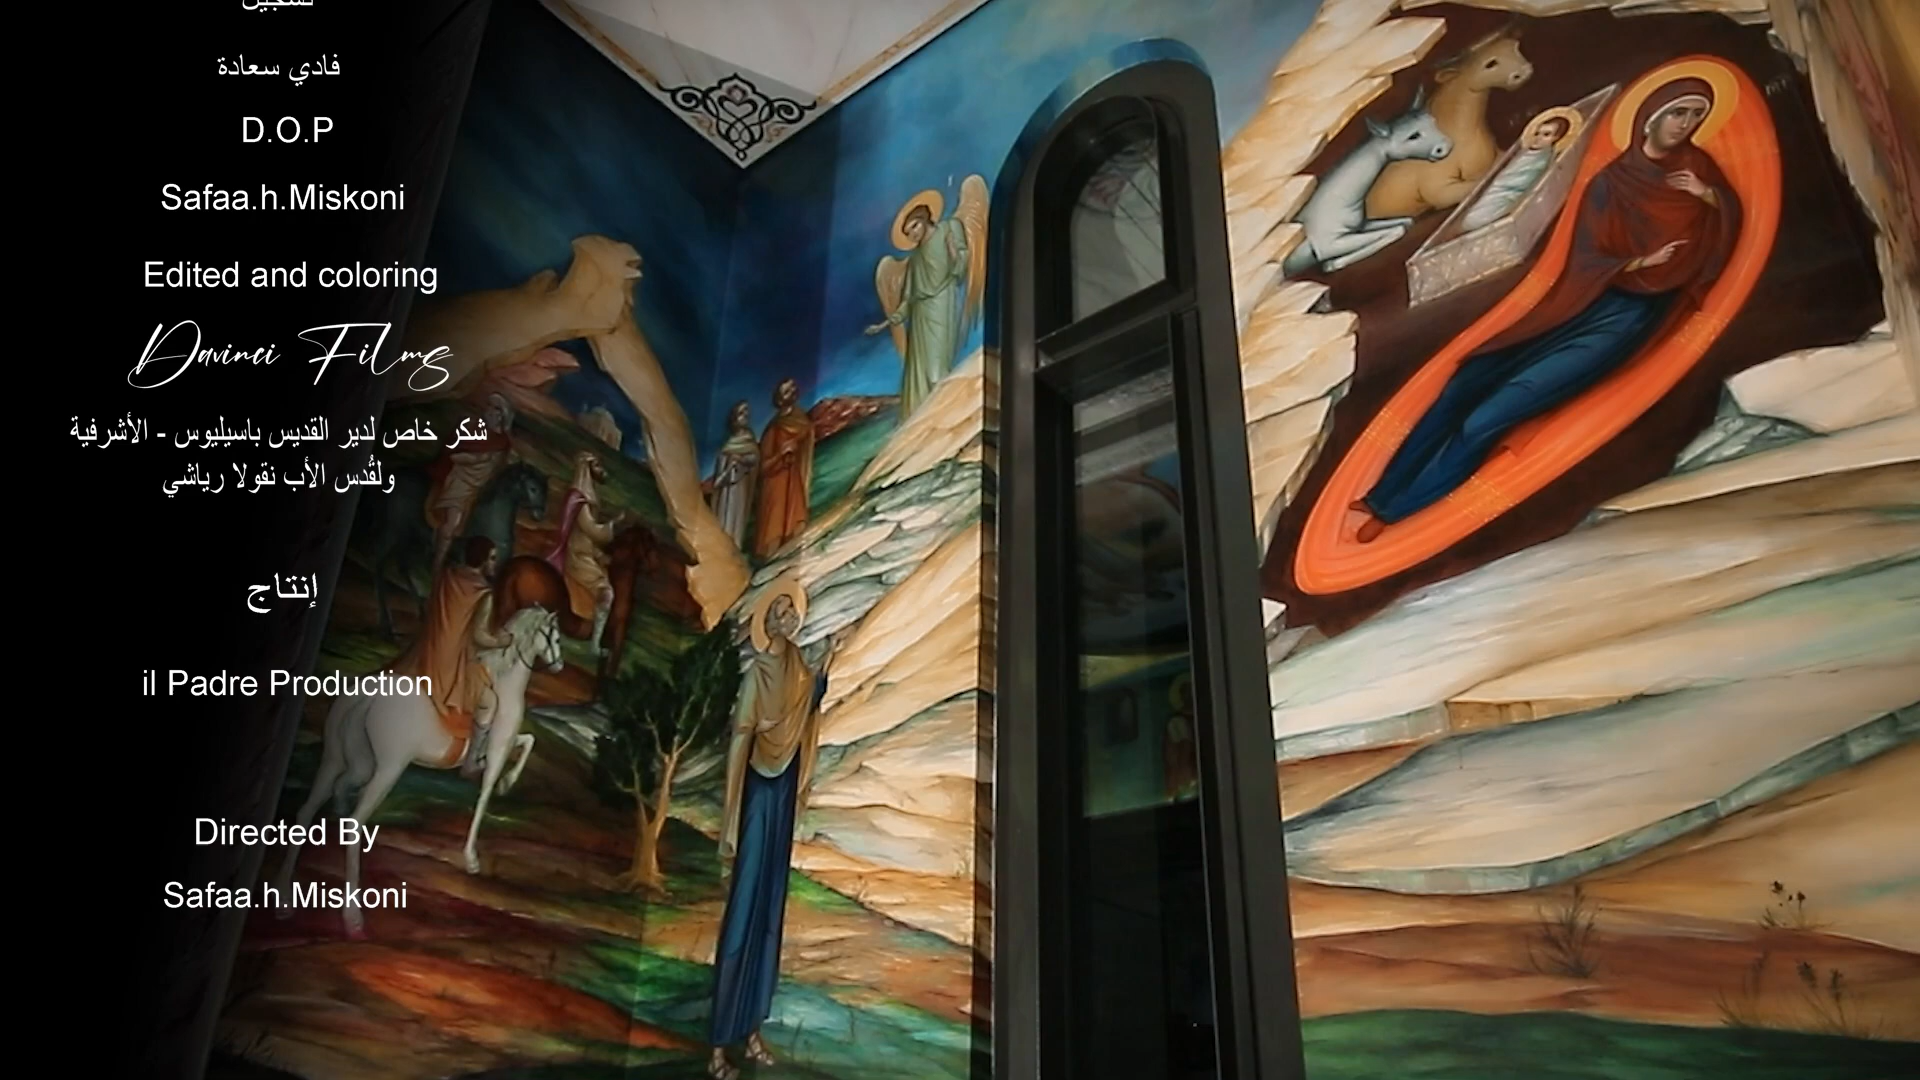 تسجيل
فادي سعادة
D.O.P
Safaa.h.Miskoni
Edited and coloring
Davinci Films
شكر خاص لدير القديس باسيليوس - الأشرفية
ولقُدس الأب نقولا رياشي
إنتاج
il Padre Production
Directed By
Safaa.h.Miskoni